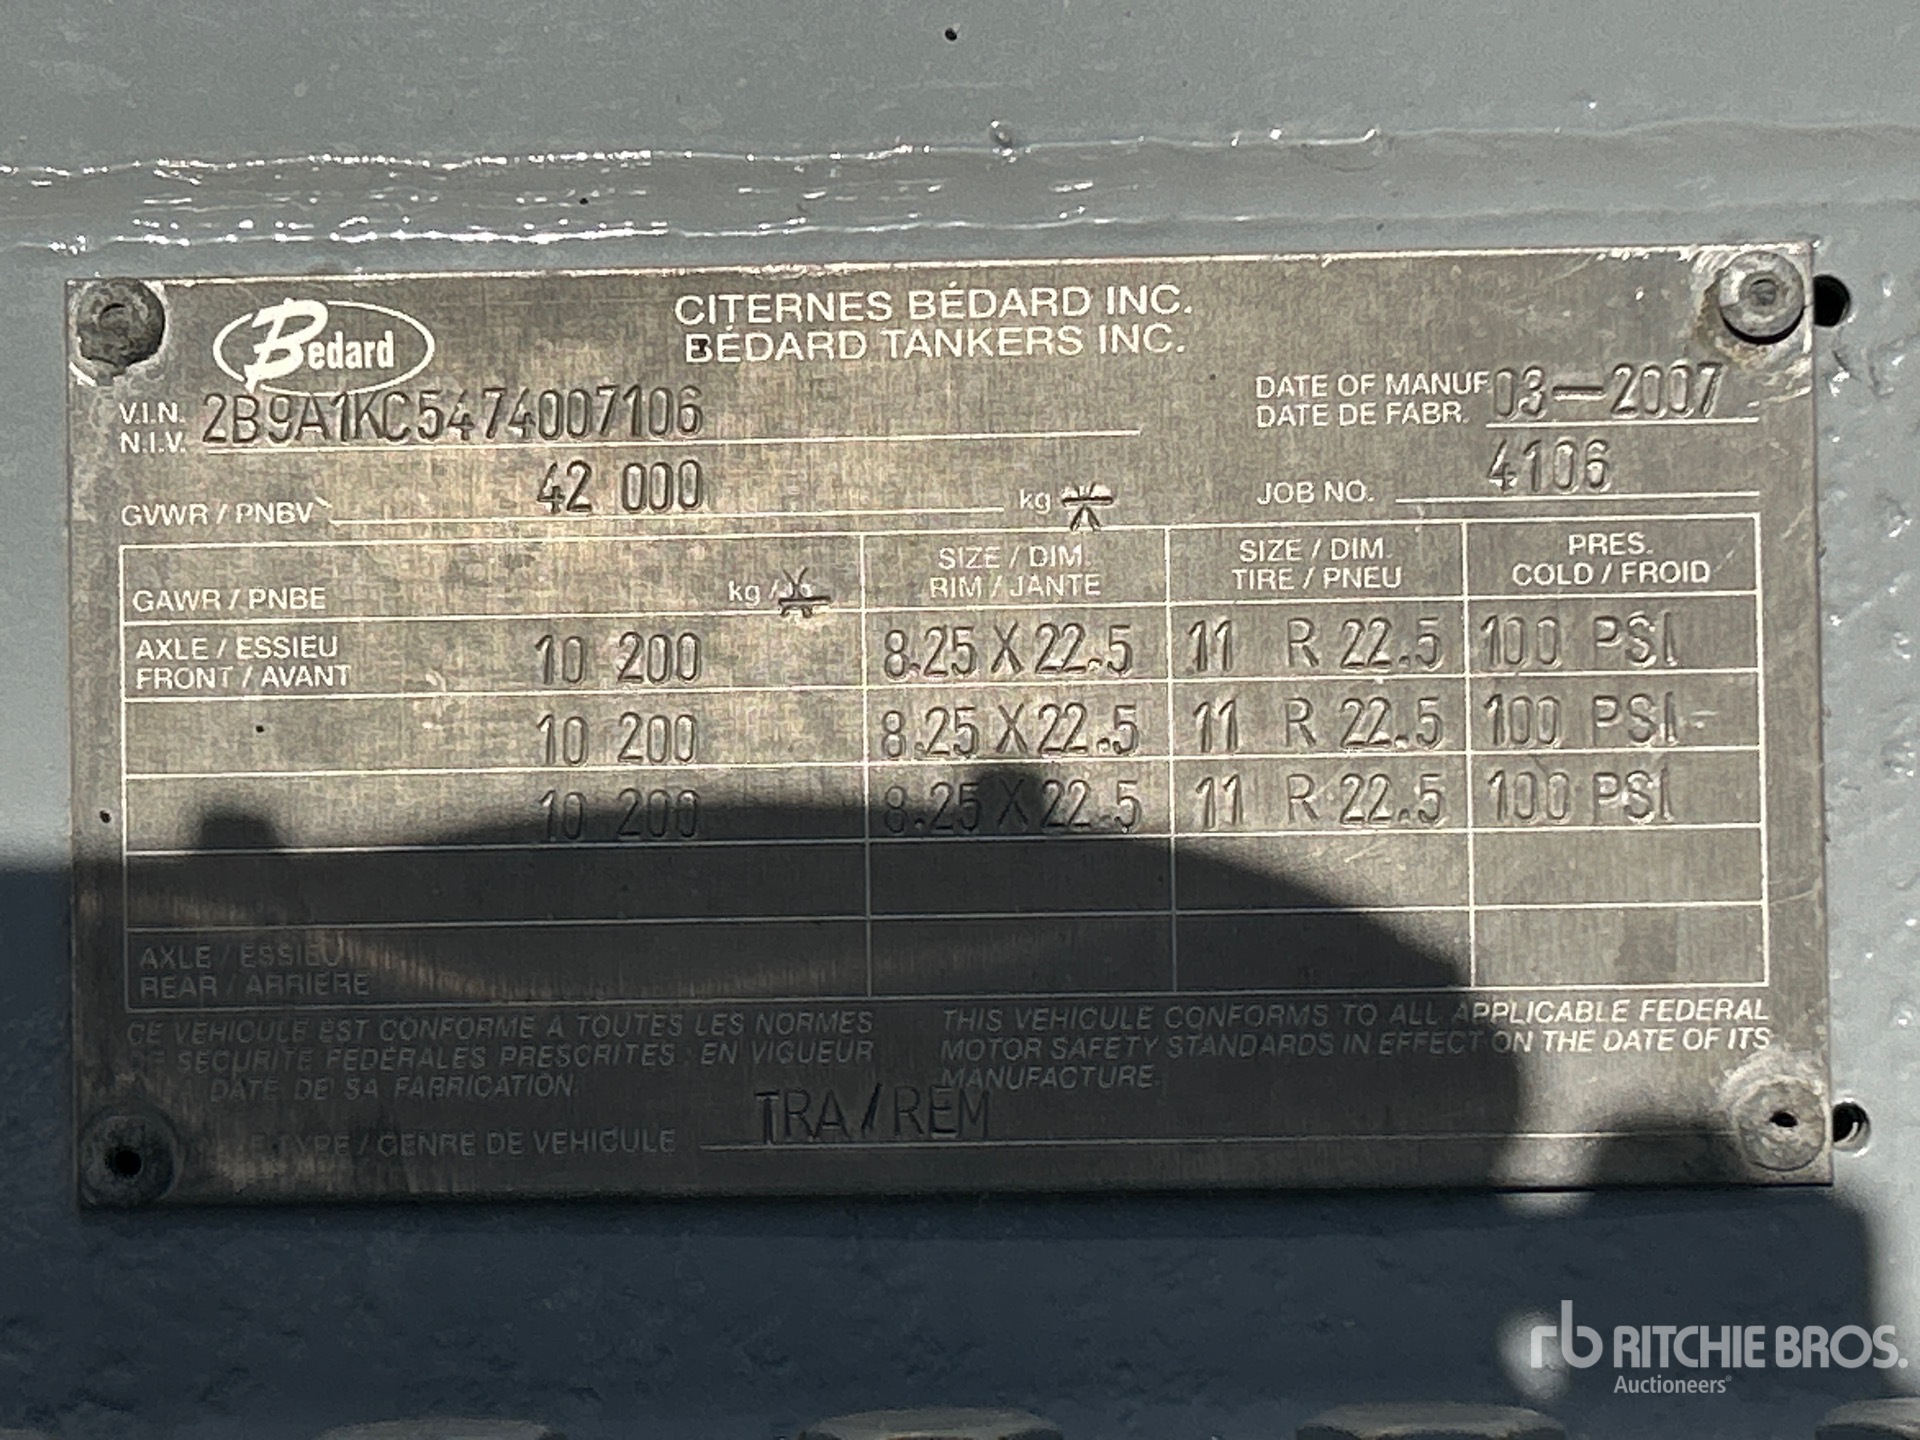 Bedard
CITERNES BÉDARD INC.
BÉDARD TANKERS INC.
V.I.N.
N.I.V.
2B9A1KC5474007106
DATE OF MANUF.
DATE DE FABR.
03-2007
GVWR / PNBV
42 000
kg
JOB NO.
4106
GAWR / PNBE
kg /
SIZE / DIM.
RIM / JANTE
SIZE / DIM.
TIRE / PNEU
PRES.
COLD / FROID
AXLE / ESSIEU
FRONT / AVANT
10 200 8.25 X 22.5 11 R 22.5 100 PSI
10 200 8.25 X 22.5 11 R 22.5 100 PSI
10 200 8.25 X 22.5 11 R 22.5 100 PSI
AXLE / ESSIEU
REAR / ARRIÈRE
CE VÉHICULE EST CONFORME À TOUTES LES NORMES
DE SÉCURITÉ FÉDÉRALES PRESCRITES, EN VIGUEUR
DATE DE SA FABRICATION.
THIS VEHICULE CONFORMS TO ALL APPLICABLE FEDERAL
MOTOR SAFETY STANDARDS IN EFFECT ON THE DATE OF ITS
MANUFACTURE.
TYPE / GENRE DE VÉHICULE
TRA/REM
rb RITCHIE BROS.
Auctioneers